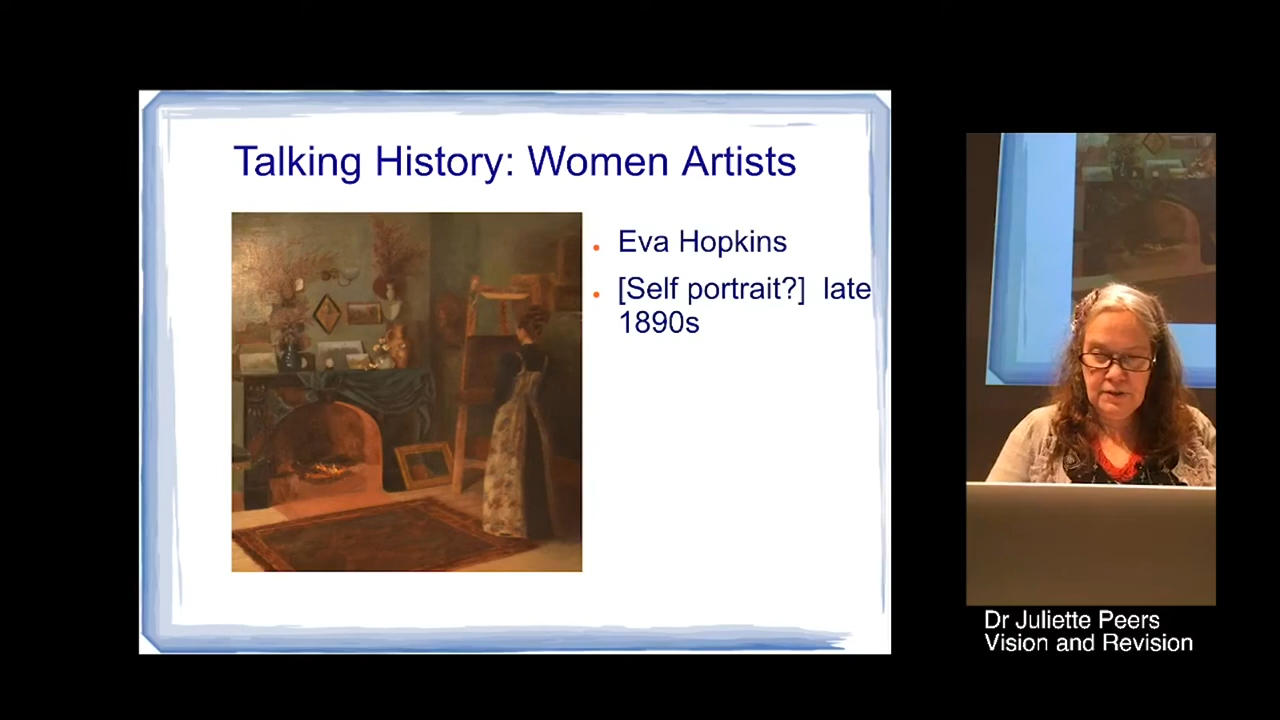 Talking History: Women Artists
Eva Hopkins
[Self portrait?] late
1890s
Dr Juliette Peers
Vision and Revision